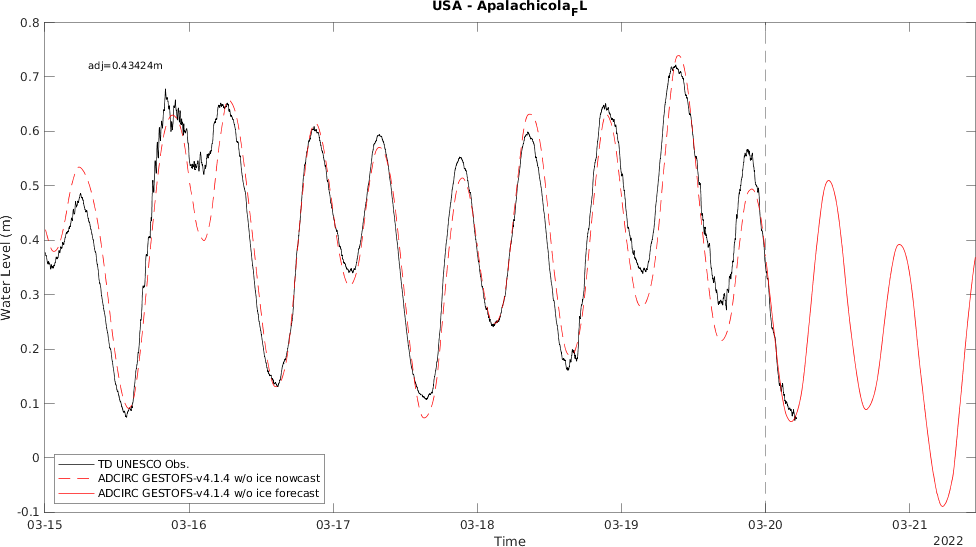 USA - Apalachicola_FL
adj=0.43424m
0.8
0.7
0.6
0.5
0.4
0.3
0.2
0.1
0
-0.1
Water Level (m)
TD UNESCO Obs.
ADCIRC GESTOFS-v4.1.4 w/o ice nowcast
ADCIRC GESTOFS-v4.1.4 w/o ice forecast
03-15 03-16 03-17 03-18 03-19 03-20 03-21
Time
2022